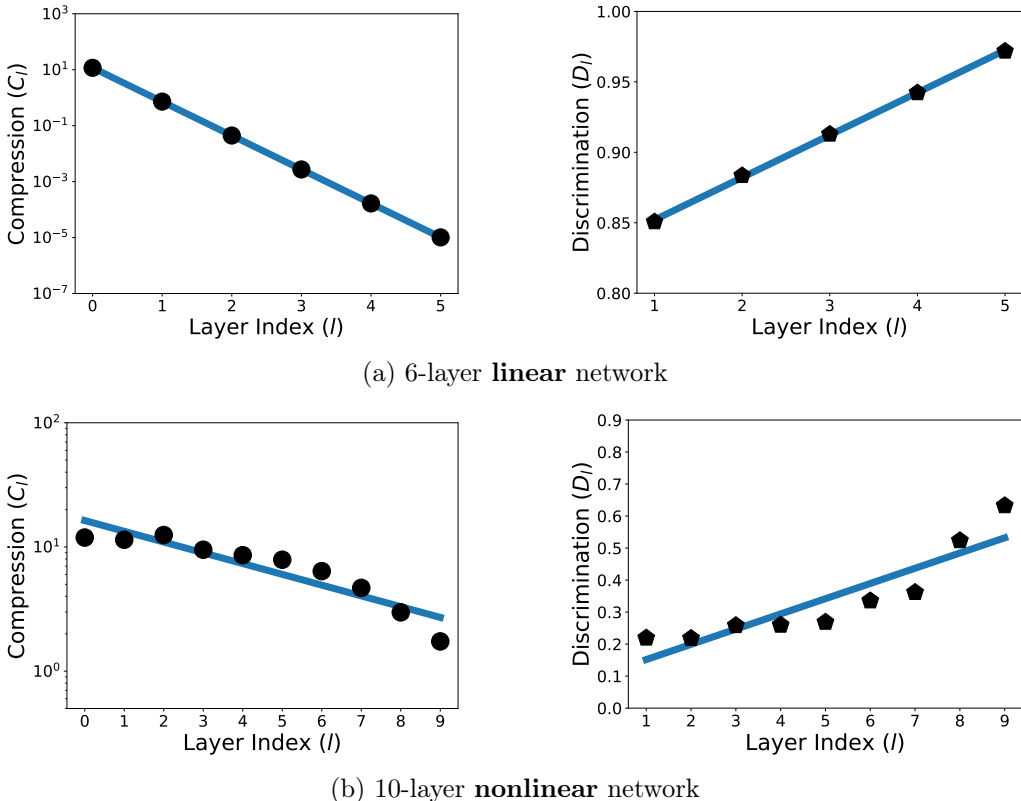 Compression (C_l)
10^3
10^1
10^-1
10^-3
10^-5
10^-7
0 1 2 3 4 5
Layer Index (l)
Discrimination (D_l)
1.00
0.95
0.90
0.85
0.80
1 2 3 4 5
Layer Index (l)
(a) 6-layer linear network
Compression (C_l)
10^2
10^1
10^0
0 1 2 3 4 5 6 7 8 9
Layer Index (l)
Discrimination (D_l)
0.9
0.8
0.7
0.6
0.5
0.4
0.3
0.2
0.1
0.0
1 2 3 4 5 6 7 8 9
Layer Index (l)
(b) 10-layer nonlinear network